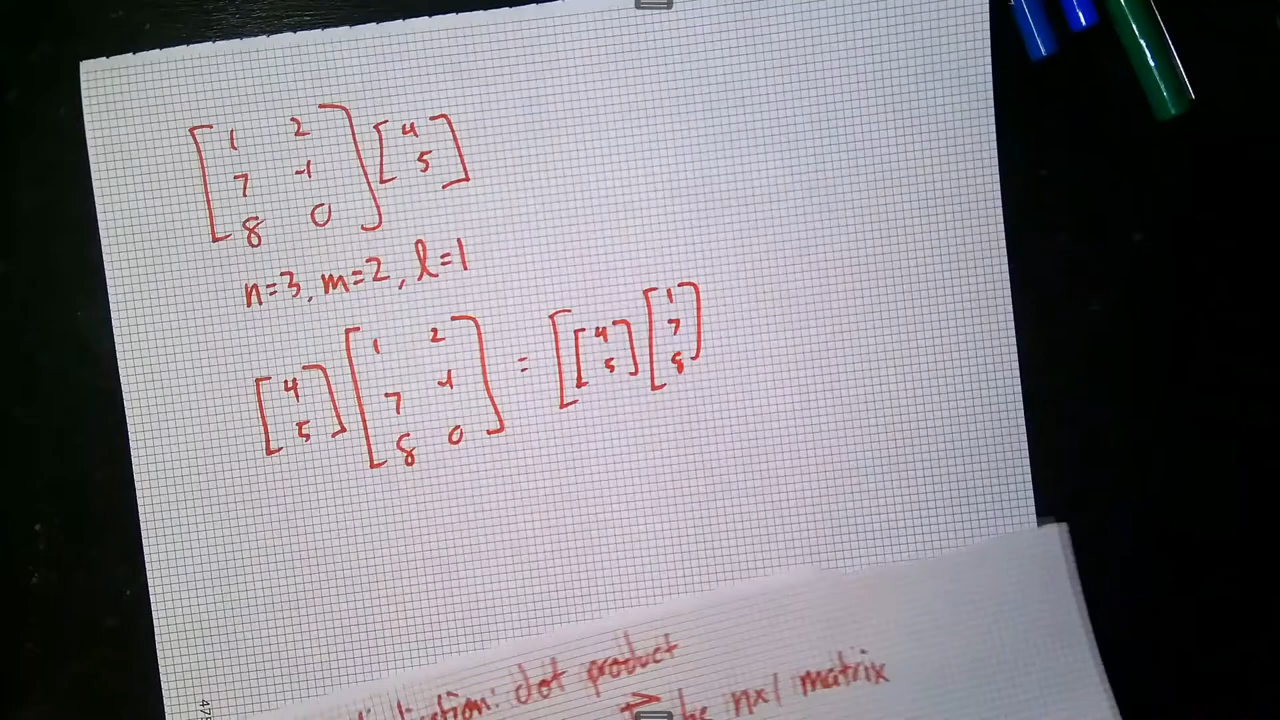 [1 2] [4]
[7 -1] [5]
[8 0]
n=3, m=2, l=1
[4] [1 2] = [[4] [1]
[5] [7 -1] [5] [7]
[8 0] [8]
dot product
nxl matrix